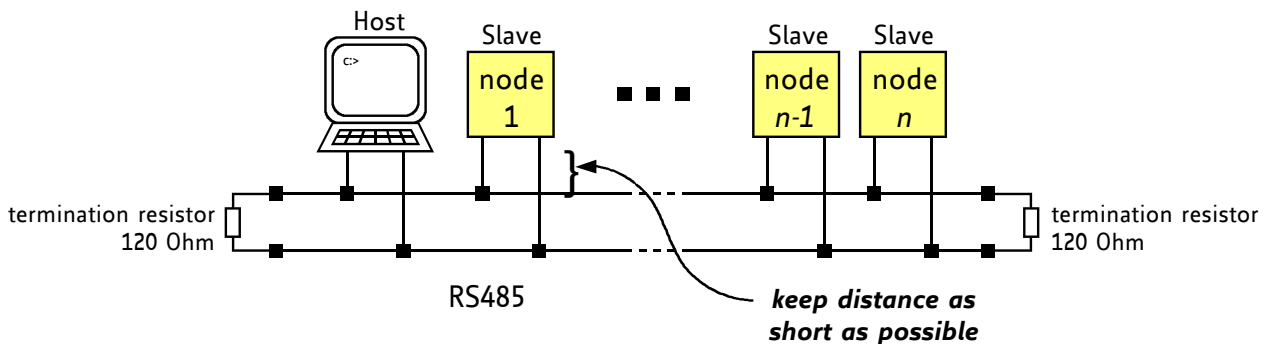 Host
C:>
Slave
node
1
Slave
node
n-1
Slave
node
n
termination resistor
120 Ohm
termination resistor
120 Ohm
RS485
keep distance as
short as possible